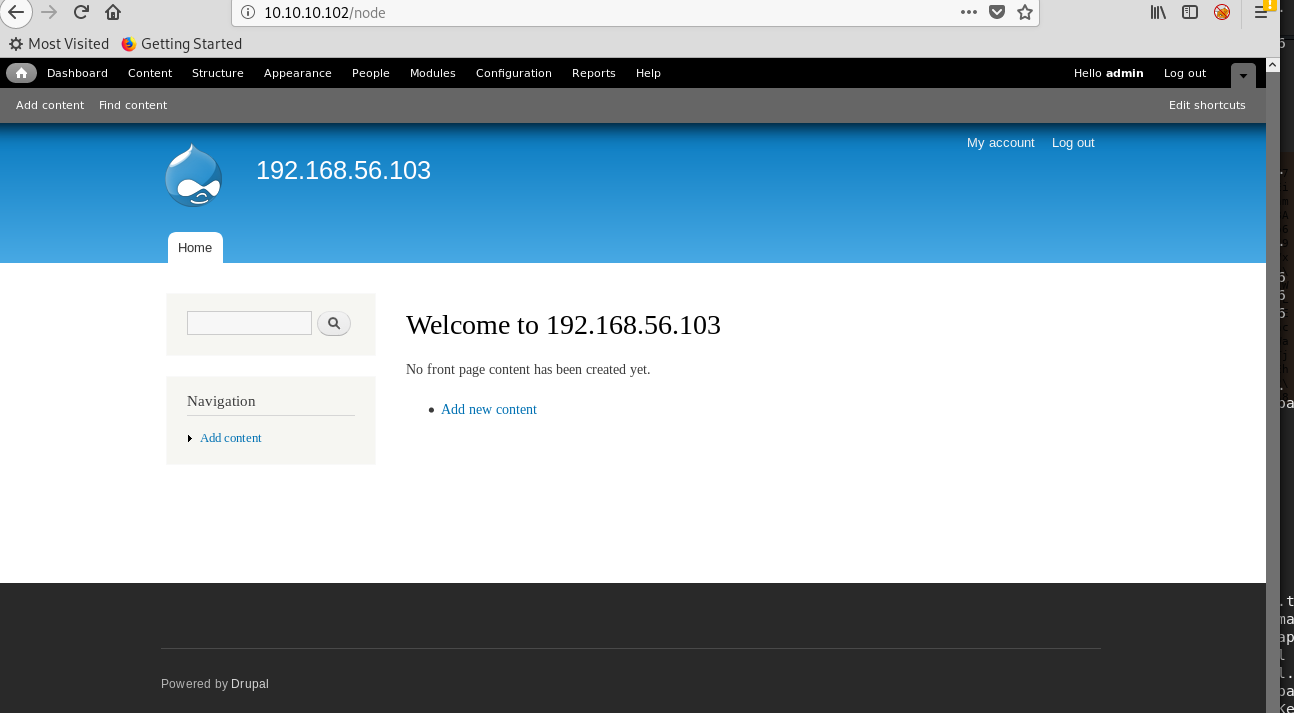 10.10.10.102/node
Most Visited Getting Started
Dashboard Content Structure Appearance People Modules Configuration Reports Help Hello admin Log out
Add content Find content Edit shortcuts
My account Log out
192.168.56.103
Home
Welcome to 192.168.56.103
No front page content has been created yet.
Add new content
Navigation
Add content
Powered by Drupal